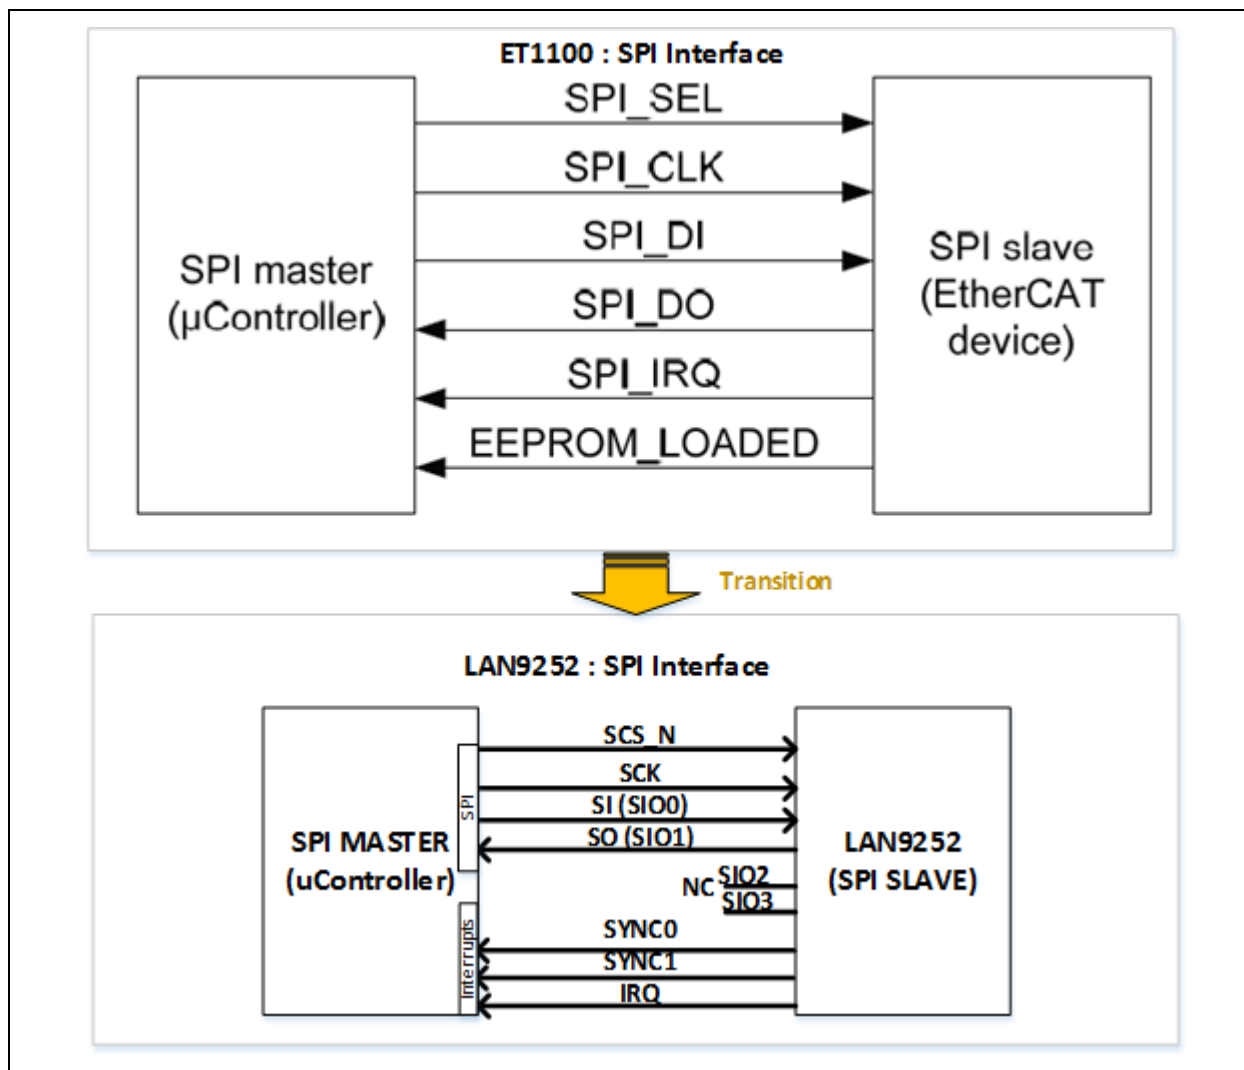 ET1100 : SPI Interface
SPI_SEL
SPI_CLK
SPI_DI
SPI_DO
SPI_IRQ
EEPROM_LOADED
SPI master
(µController)
SPI slave
(EtherCAT
device)
Transition
LAN9252 : SPI Interface
SCS_N
SCK
SI (SIO0)
SO (SIO1)
NC
SIO2
SIO3
SYNC0
SYNC1
IRQ
SPI
Interrupts
SPI MASTER
(uController)
LAN9252
(SPI SLAVE)